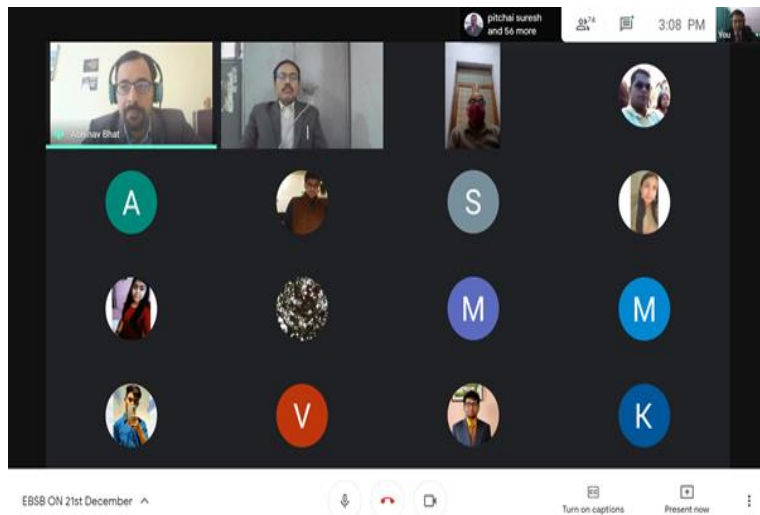 pitchai suresh
and 56 more
74
3:08 PM
You
Abhinav Bhat
A
S
M
M
V
K
EBSB ON 21st December
Turn on captions
Present now